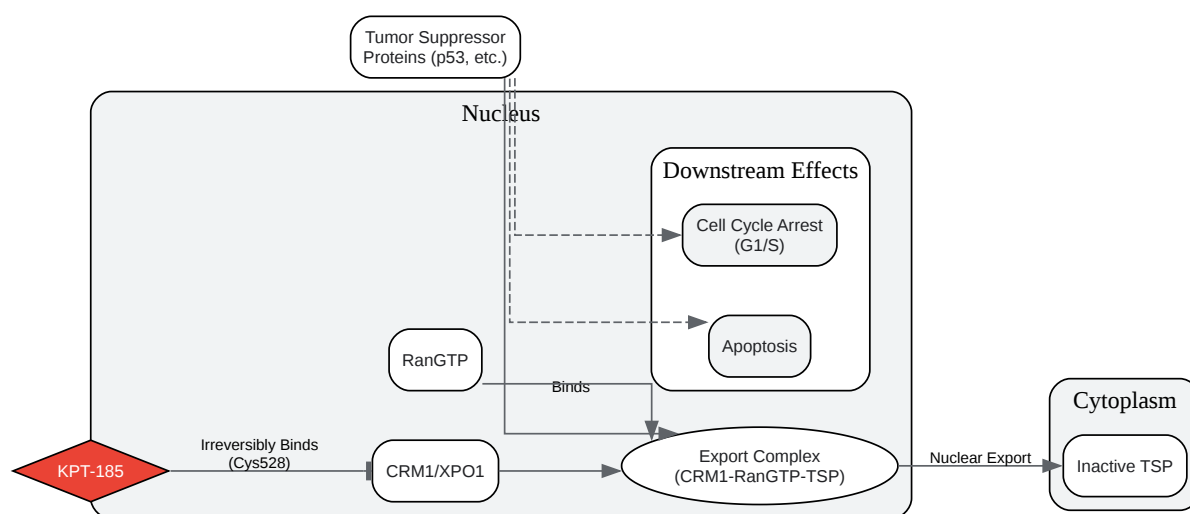 Tumor Suppressor
Proteins (p53, etc.)
Nucleus
Downstream Effects
Cell Cycle Arrest
(G1/S)
Apoptosis
RanGTP
Binds
Cytoplasm
Irreversibly Binds
(Cys528)
KPT-185
CRM1/XPO1
Export Complex
(CRM1-RanGTP-TSP)
Nuclear Export
Inactive TSP